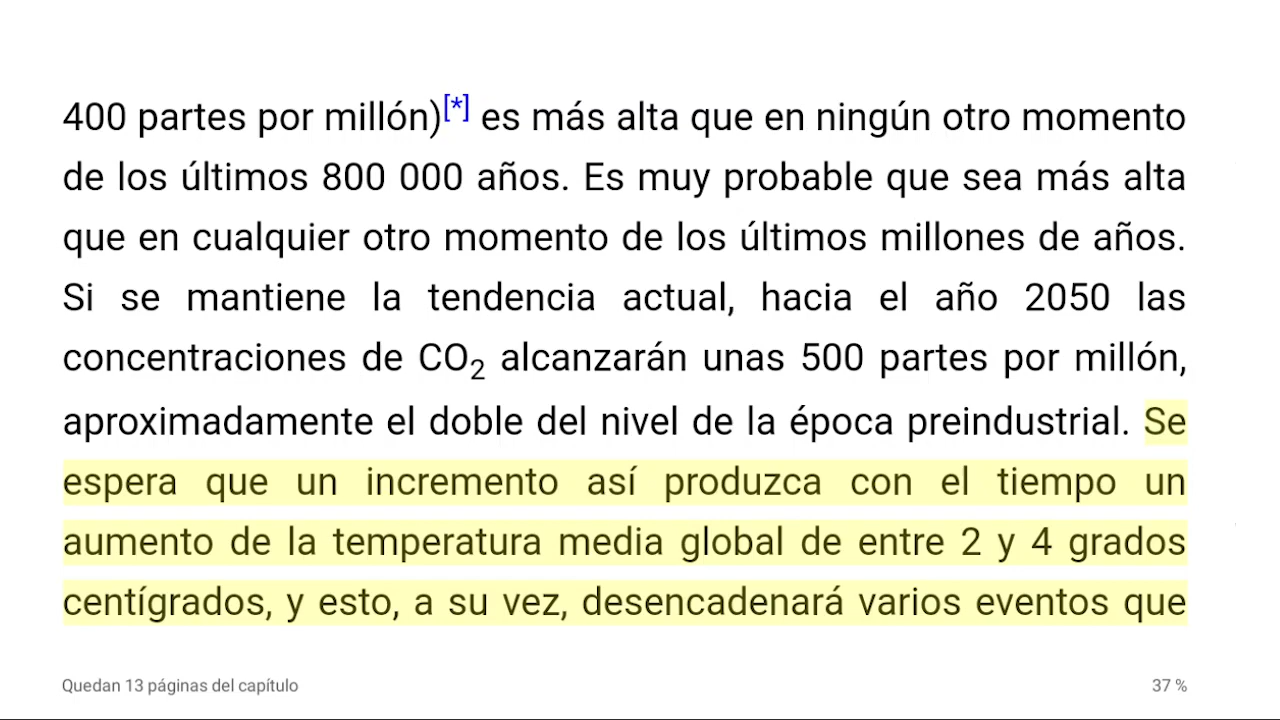 400 partes por millón)[*] es más alta que en ningún otro momento
de los últimos 800 000 años. Es muy probable que sea más alta
que en cualquier otro momento de los últimos millones de años.
Si se mantiene la tendencia actual, hacia el año 2050 las
concentraciones de CO₂ alcanzarán unas 500 partes por millón,
aproximadamente el doble del nivel de la época preindustrial. Se
espera que un incremento así produzca con el tiempo un
aumento de la temperatura media global de entre 2 y 4 grados
centígrados, y esto, a su vez, desencadenará varios eventos que
Quedan 13 páginas del capítulo 37 %